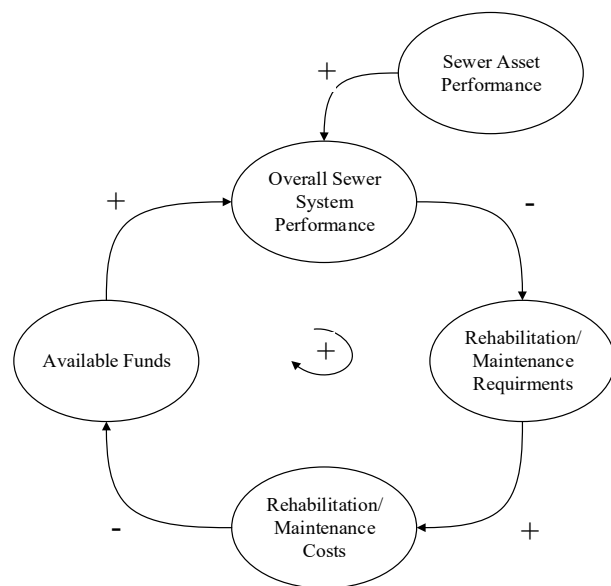 Sewer Asset
Performance
+
Overall Sewer
System
Performance
+
-
Available Funds
+
Rehabilitation/
Maintenance
Requirments
Rehabilitation/
Maintenance
Costs
-
+